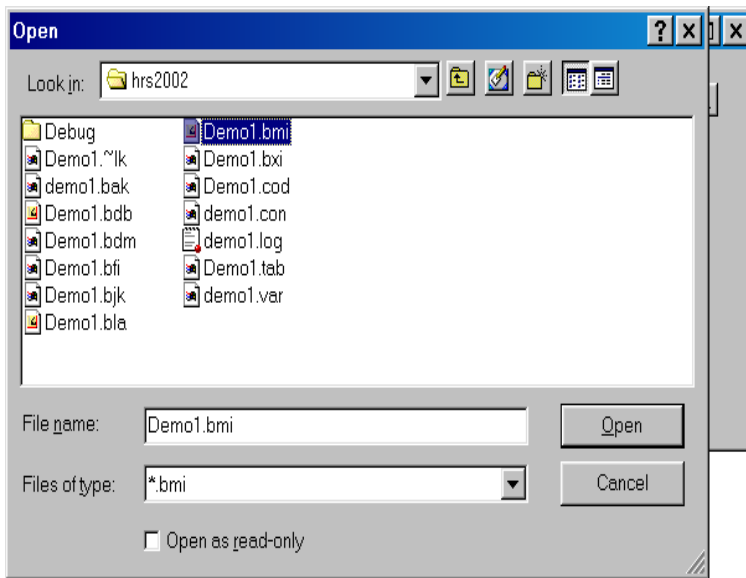 Open
Look in: hrs2002
Debug
Demo1.~lk
demo1.bak
Demo1.bdb
Demo1.bdm
Demo1.bfi
Demo1.bjk
Demo1.bla
Demo1.bmi
Demo1.bxi
Demo1.cod
demo1.con
demo1.log
Demo1.tab
demo1.var
File name: Demo1.bmi
Open
Files of type: *.bmi
Cancel
Open as read-only